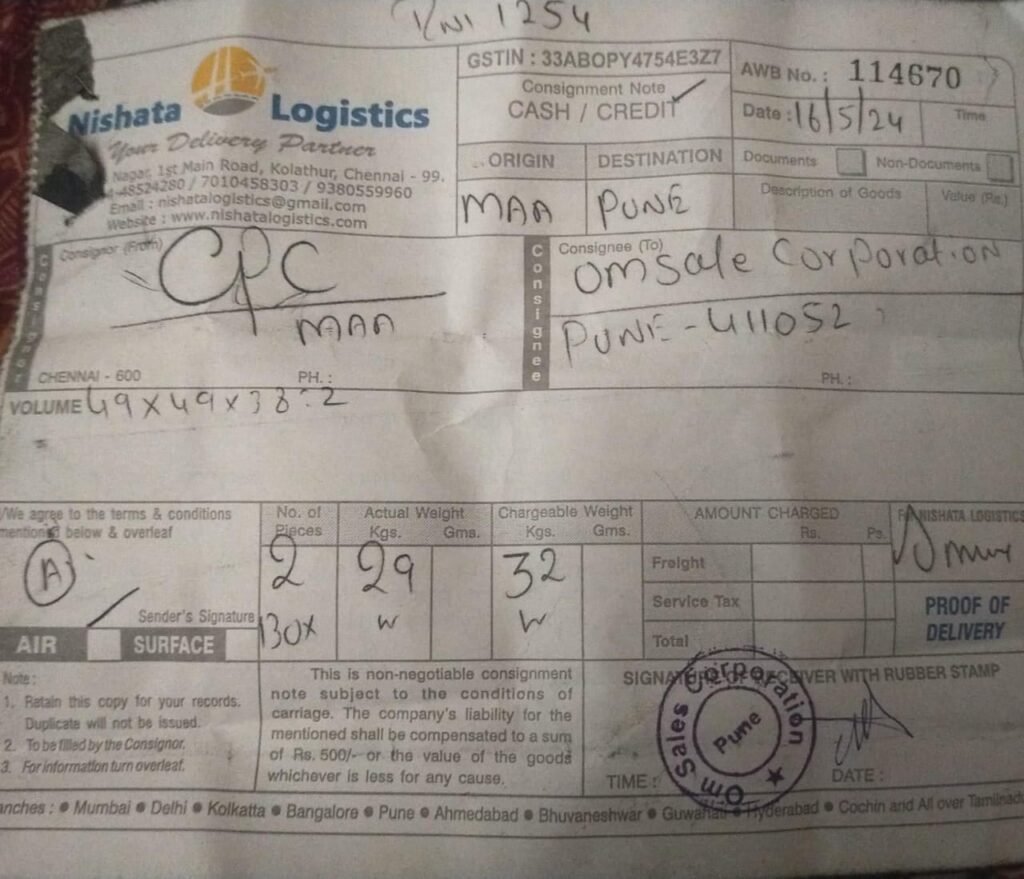 1254
Nishata Logistics
Your Delivery Partner
Nagar, 1st Main Road, Kolathur, Chennai - 99.
48524280 / 7010458303 / 9380559960
Email : nishatalogistics@gmail.com
Website : www.nishatalogistics.com
GSTIN : 33ABOPY4754E3Z7
Consignment Note
CASH / CREDIT
AWB No. : 114670
Date : 16/5/24 Time
ORIGIN DESTINATION
MAA PUNE
Documents Non-Documents
Description of Goods Value (Rs.)
Consignor
Consignor (From)
CPC
MAA
CHENNAI - 600 PH. :
Consignee
Consignee (To)
omsale Corporation
PUNE - 411052
PH. :
VOLUME 49 X 49 X 38 : 2
/We agree to the terms & conditions
mentioned below & overleaf
A
Sender's Signature
AIR SURFACE
No. of Pieces
2
BOX
Actual Weight
Kgs. Gms.
29
W
Chargeable Weight
Kgs. Gms.
32
W
AMOUNT CHARGED
Rs. Ps.
Freight
Service Tax
Total
NISHATA LOGISTICS
PROOF OF
DELIVERY
Note :
1. Retain this copy for your records.
Duplicate will not be issued.
2. To be filled by the Consignor.
3. For information turn overleaf.
This is non-negotiable consignment
note subject to the conditions of
carriage. The company's liability for the
mentioned shall be compensated to a sum
of Rs. 500/- or the value of the goods
whichever is less for any cause.
SIGNATURE OF RECEIVER WITH RUBBER STAMP
Om Sales Corporation
Pune
TIME : DATE :
anches : ● Mumbai ● Delhi ● Kolkatta ● Bangalore ● Pune ● Ahmedabad ● Bhuvaneshwar ● Guwahati ● Hyderabad ● Cochin and All over Tamilnadu